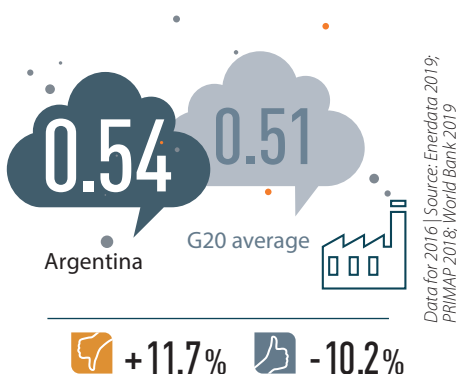 0.54
0.51
Argentina
G20 average
Data for 2016 | Source: Enerdata 2019;
PRIMAP 2018; World Bank 2019
+11.7%
-10.2%